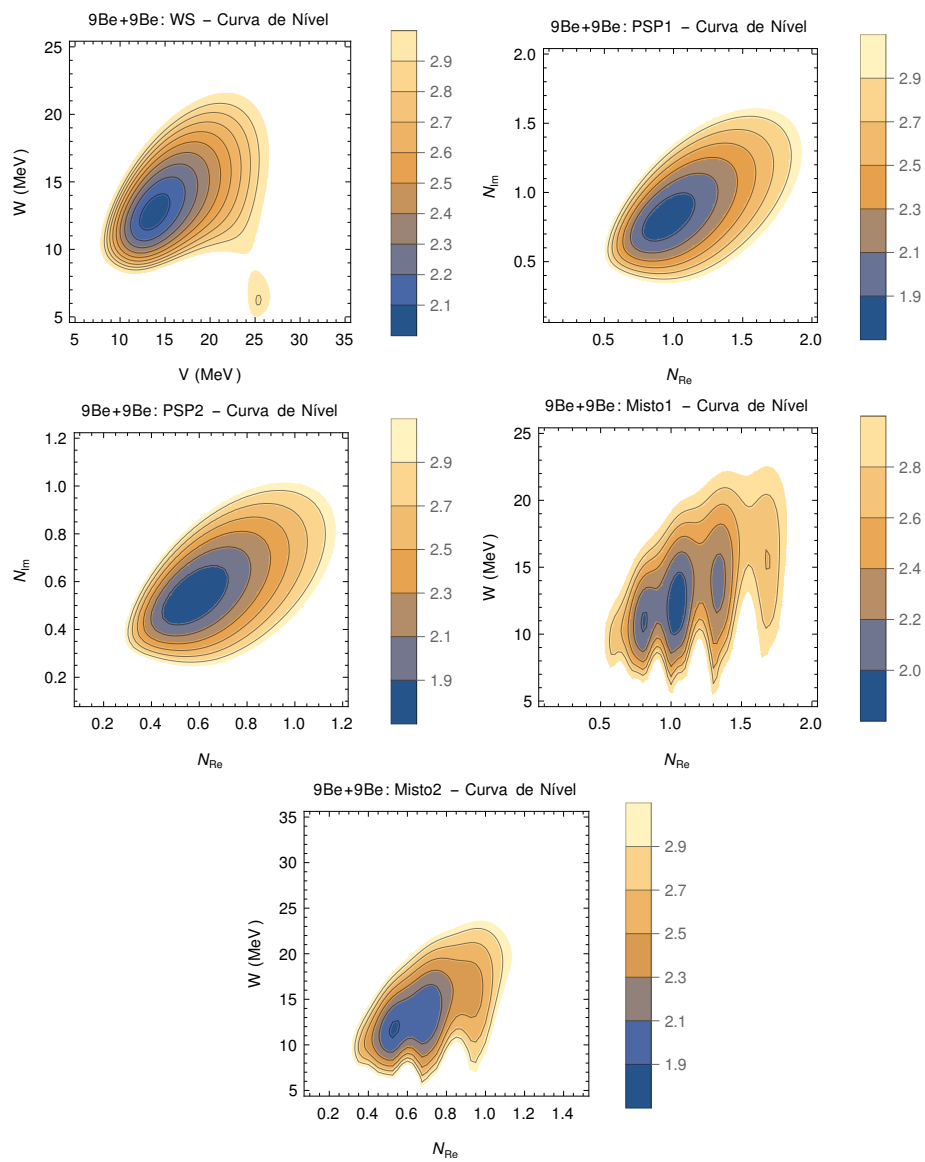 9Be+9Be: WS − Curva de Nível
25
20
15
10
5
W (MeV)
5 10 15 20 25 30 35
V (MeV)
2.9
2.8
2.7
2.6
2.5
2.4
2.3
2.2
2.1
9Be+9Be: PSP1 − Curva de Nível
2.0
1.5
1.0
0.5
N_Im
0.5 1.0 1.5 2.0
N_Re
2.9
2.7
2.5
2.3
2.1
1.9
9Be+9Be: PSP2 − Curva de Nível
1.2
1.0
0.8
0.6
0.4
0.2
N_Im
0.2 0.4 0.6 0.8 1.0 1.2
N_Re
2.9
2.7
2.5
2.3
2.1
1.9
9Be+9Be: Misto1 − Curva de Nível
25
20
15
10
5
W (MeV)
0.5 1.0 1.5 2.0
N_Re
2.8
2.6
2.4
2.2
2.0
9Be+9Be: Misto2 − Curva de Nível
35
30
25
20
15
10
5
W (MeV)
0.2 0.4 0.6 0.8 1.0 1.2 1.4
N_Re
2.9
2.7
2.5
2.3
2.1
1.9